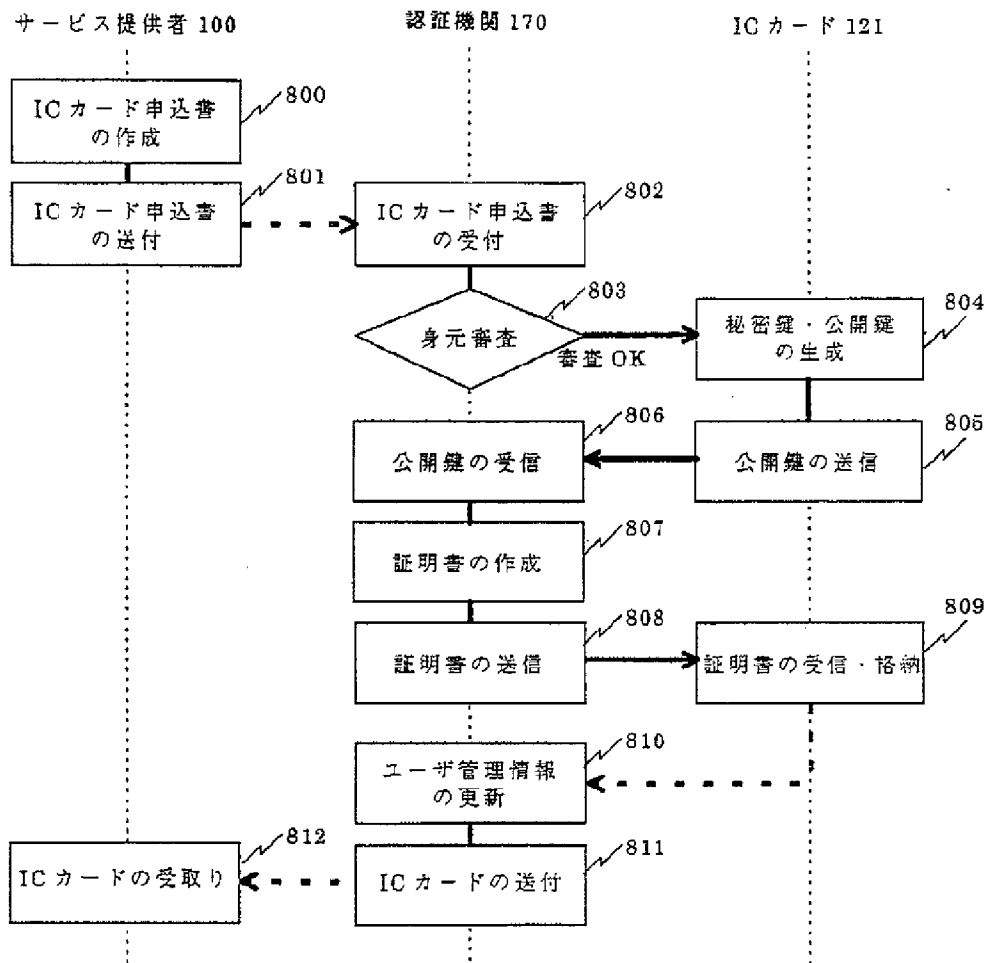 サービス提供者 100
認証機関 170
ICカード 121
ICカード申込書
の作成
800
ICカード申込書
の送付
801
ICカード申込書
の受付
802
身元審査
803
審査 OK
秘密鍵・公開鍵
の生成
804
公開鍵の送信
805
公開鍵の受信
806
証明書の作成
807
証明書の送信
808
証明書の受信・格納
809
ユーザ管理情報
の更新
810
ICカードの送付
811
ICカードの受取り
812